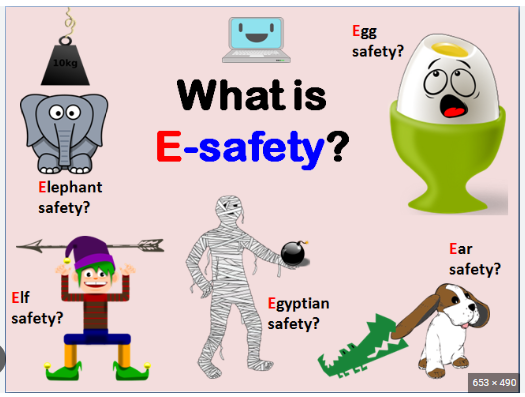 10kg
Egg
safety?
What is
E-safety?
Elephant
safety?
Elf
safety?
Egyptian
safety?
Ear
safety?
653 × 490